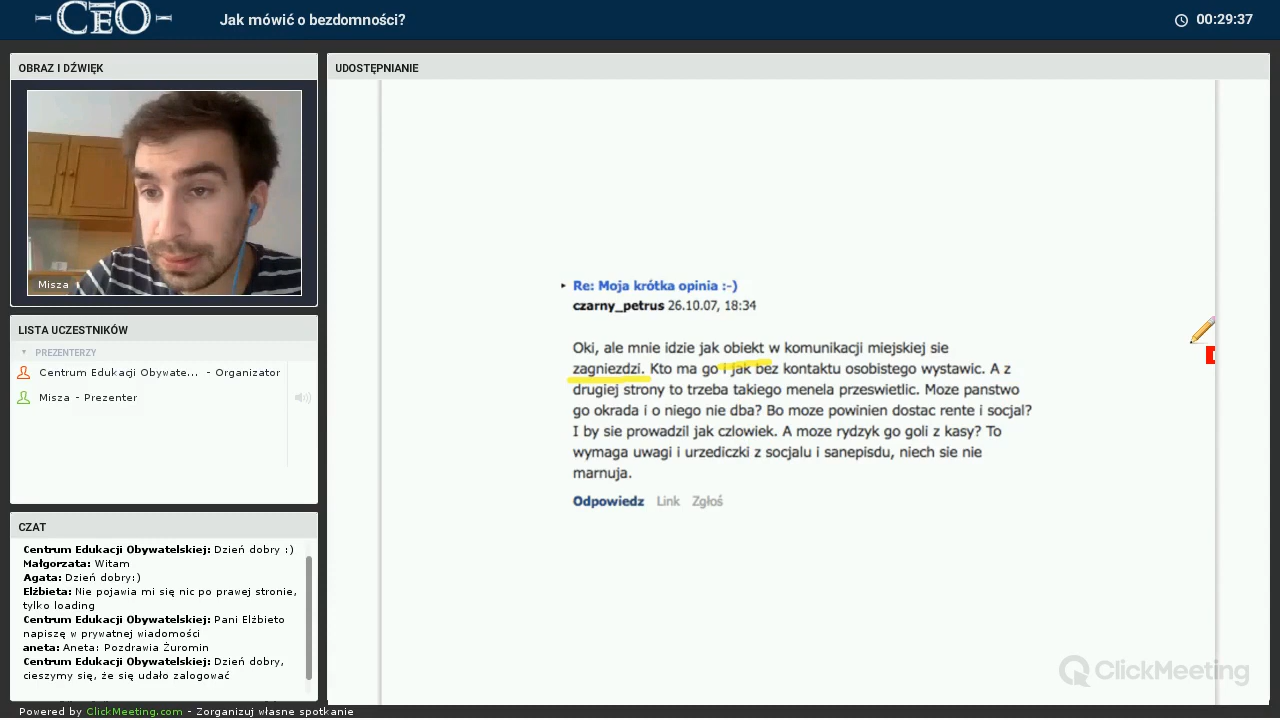 CEO
Jak mówić o bezdomności?
00:29:37
OBRAZ I DŹWIĘK
Misza
LISTA UCZESTNIKÓW
PREZENTERZY
Centrum Edukacji Obywate... - Organizator
Misza - Prezenter
CZAT
Centrum Edukacji Obywatelskiej: Dzień dobry :)
Małgorzata: Witam
Agata: Dzień dobry:)
Elżbieta: Nie pojawia mi się nic po prawej stronie,
tylko loading
Centrum Edukacji Obywatelskiej: Pani Elżbieto
napiszę w prywatnej wiadomości
aneta: Aneta: Pozdrawia Żuromin
Centrum Edukacji Obywatelskiej: Dzień dobry,
cieszymy się, że się udało zalogować
UDOSTĘPNIANIE
Re: Moja krótka opinia :-)
czarny_petrus 26.10.07, 18:34
Oki, ale mnie idzie jak obiekt w komunikacji miejskiej sie
zagniezdzi. Kto ma go i jak bez kontaktu osobistego wystawic. A z
drugiej strony to trzeba takiego menela przeswietlic. Moze panstwo
go okrada i o niego nie dba? Bo moze powinien dostac rente i socjal?
I by sie prowadzil jak czlowiek. A moze rydzyk go goli z kasy? To
wymaga uwagi i urzediczki z socjalu i sanepisdu, niech sie nie
marnuja.
Odpowiedz Link Zgłoś
ClickMeeting
Powered by ClickMeeting.com - Zorganizuj własne spotkanie